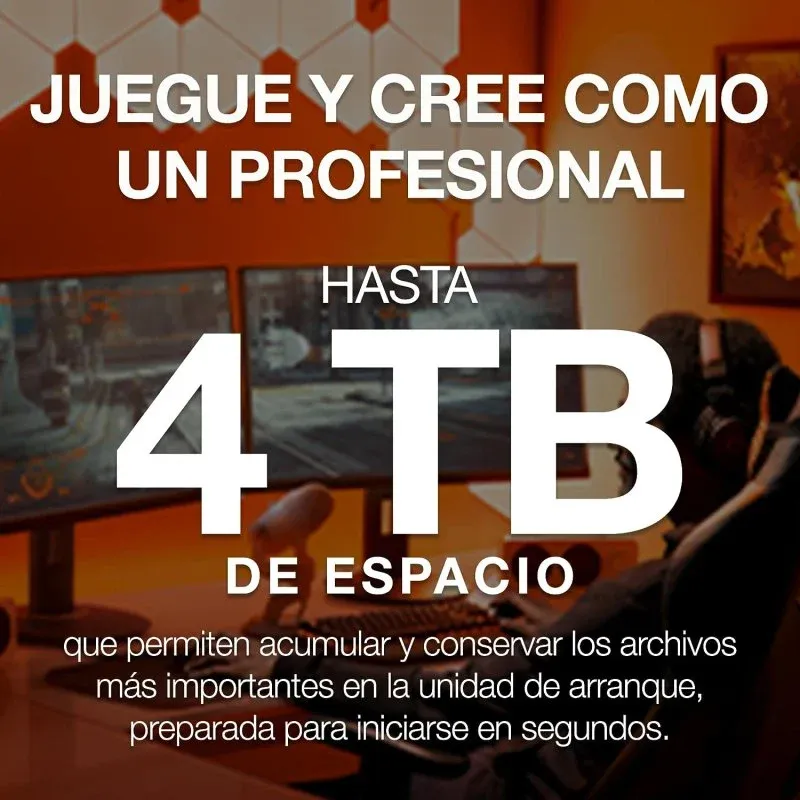 JUEGUE Y CREE COMO
UN PROFESIONAL
HASTA
4 TB
DE ESPACIO
que permiten acumular y conservar los archivos
más importantes en la unidad de arranque,
preparada para iniciarse en segundos.